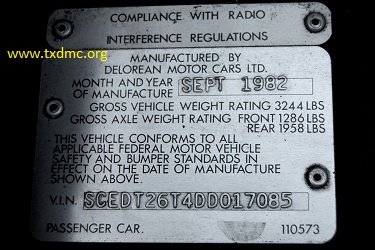 COMPLIANCE WITH RADIO
INTERFERENCE REGULATIONS
www.txdmc.org
MANUFACTURED BY
DELOREAN MOTOR CARS LTD.
MONTH AND YEAR SEPT 1982
OF MANUFACTURE
GROSS VEHICLE WEIGHT RATING 3244 LBS
GROSS AXLE WEIGHT RATING FRONT 1286 LBS
REAR 1958 LBS
THIS VEHICLE CONFORMS TO ALL
APPLICABLE FEDERAL MOTOR VEHICLE
SAFETY AND BUMPER STANDARDS IN
EFFECT ON THE DATE OF MANUFACTURE
SHOWN ABOVE.
V.I.N. SCEDT26T4DD017085
PASSENGER CAR. 110573